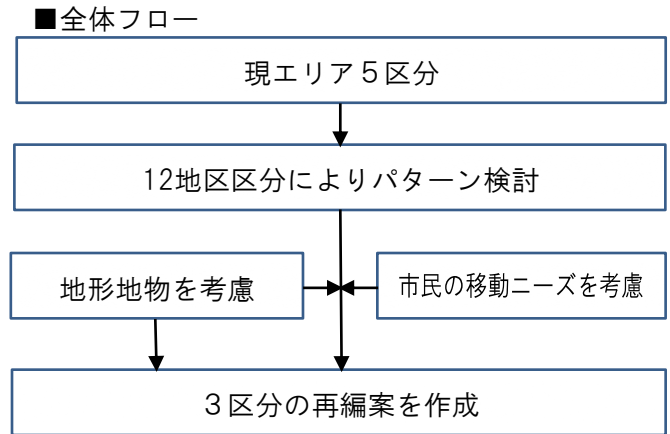 ■全体フロー
現エリア５区分
12地区区分によりパターン検討
地形地物を考慮
市民の移動ニーズを考慮
３区分の再編案を作成